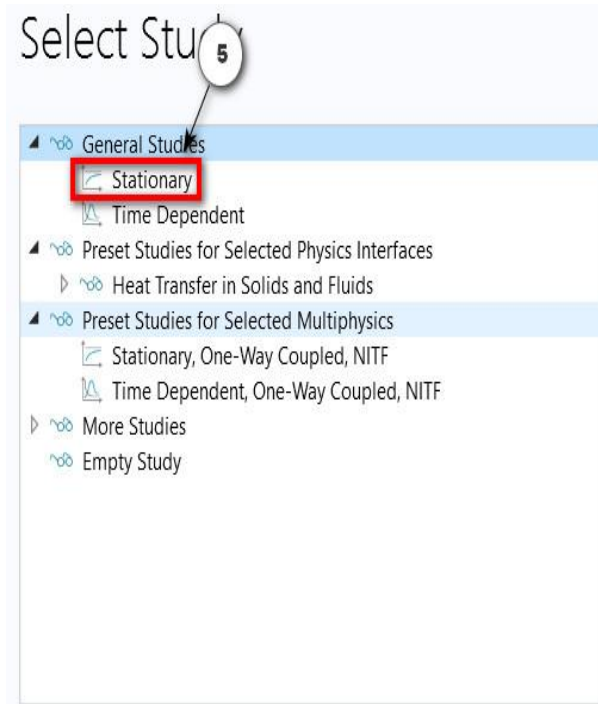 Select Study
5
General Studies
Stationary
Time Dependent
Preset Studies for Selected Physics Interfaces
Heat Transfer in Solids and Fluids
Preset Studies for Selected Multiphysics
Stationary, One-Way Coupled, NITF
Time Dependent, One-Way Coupled, NITF
More Studies
Empty Study